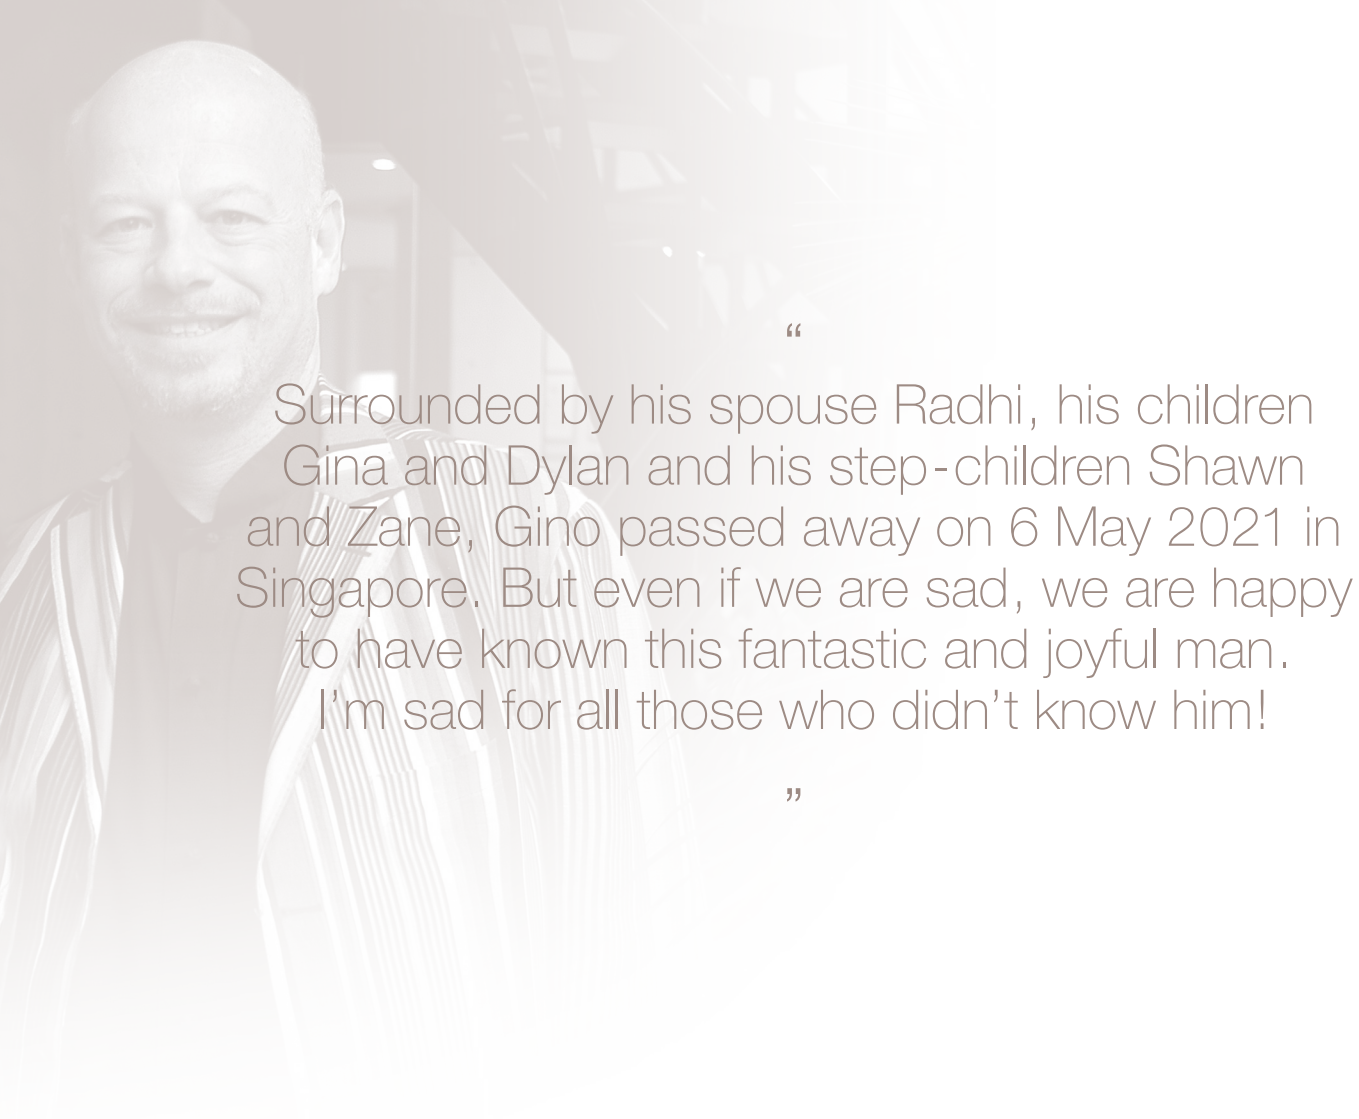 “
Surrounded by his spouse Radhi, his children
Gina and Dylan and his step-children Shawn
and Zane, Gino passed away on 6 May 2021 in
Singapore. But even if we are sad, we are happy
to have known this fantastic and joyful man.
I’m sad for all those who didn’t know him!
”